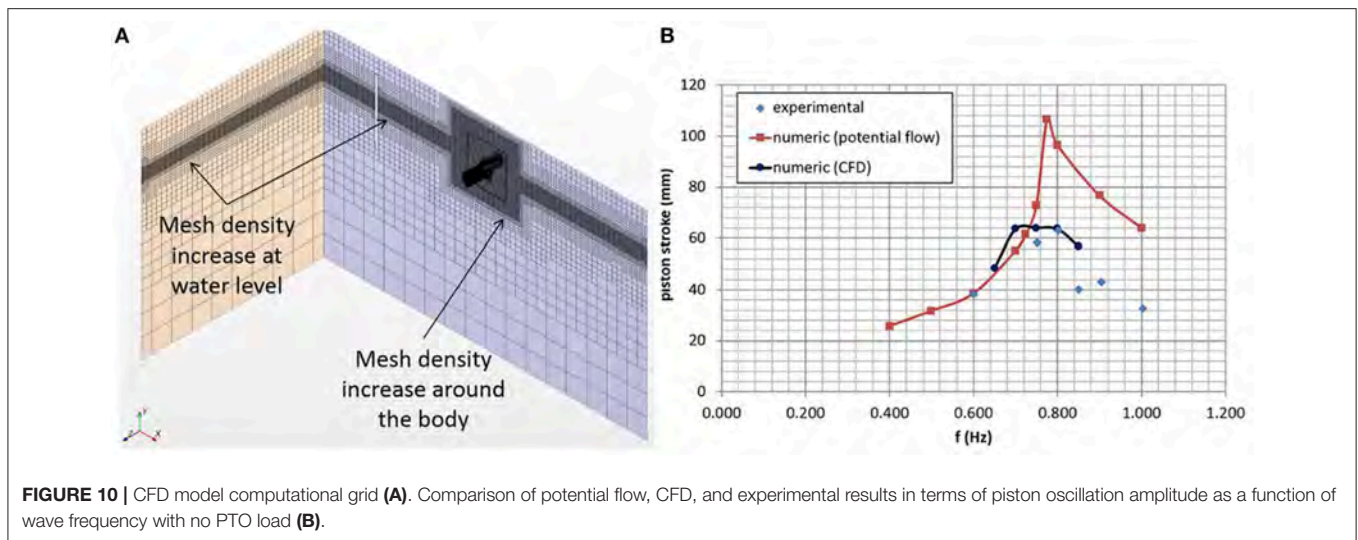 A
Mesh density
increase at
water level
Mesh density
increase around
the body
Y
Z
X
B
120
100
80
60
40
20
0
piston stroke (mm)
experimental
numeric (potential flow)
numeric (CFD)
0.000 0.200 0.400 0.600 0.800 1.000 1.200
f (Hz)
FIGURE 10 | CFD model computational grid (A). Comparison of potential flow, CFD, and experimental results in terms of piston oscillation amplitude as a function of
wave frequency with no PTO load (B).